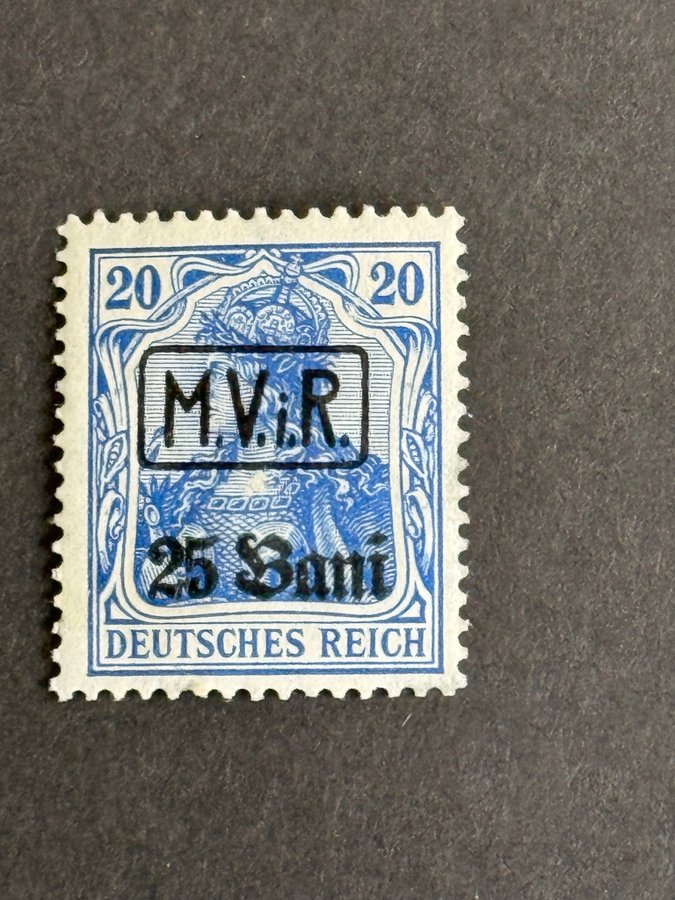 20 20
M.V.i.R.
25 Bani
DEUTSCHES REICH